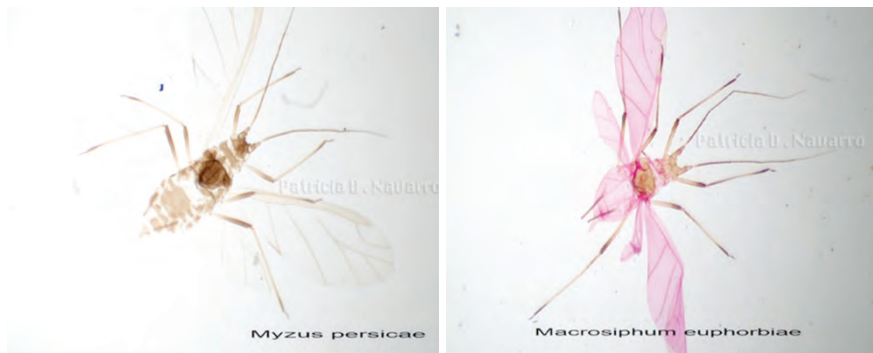 Patricia D. Navarro
Myzus persicae
Patricia D. Navarro
Macrosiphum euphorbiae